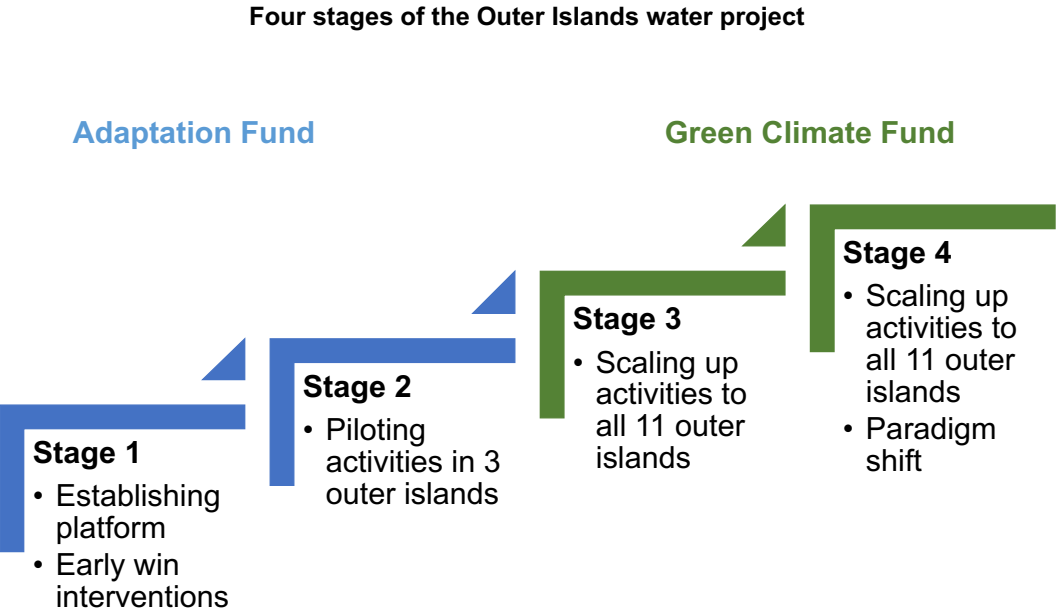 Four stages of the Outer Islands water project
Adaptation Fund
Green Climate Fund
Stage 1
• Establishing
platform
• Early win
interventions
Stage 2
• Piloting
activities in 3
outer islands
Stage 3
• Scaling up
activities to
all 11 outer
islands
Stage 4
• Scaling up
activities to
all 11 outer
islands
• Paradigm
shift